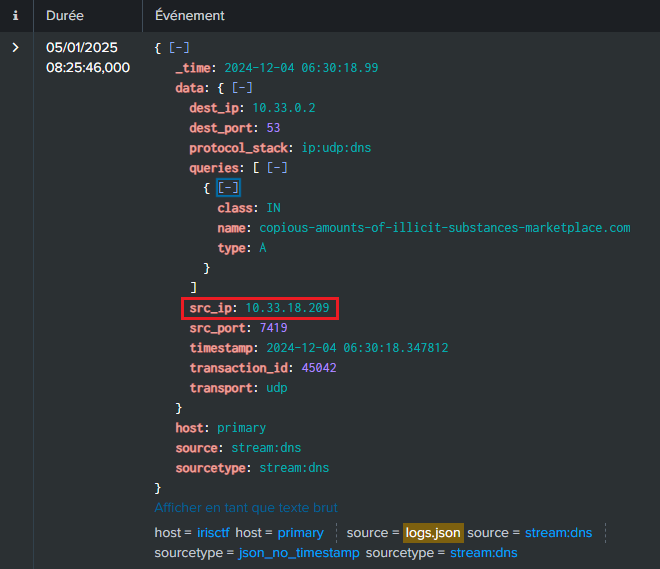 i Durée Événement
> 05/01/2025 { [-]
08:25:46,000 _time: 2024-12-04 06:30:18.99
data: { [-]
dest_ip: 10.33.0.2
dest_port: 53
protocol_stack: ip:udp:dns
queries: [ [-]
{ [-]
class: IN
name: copious-amounts-of-illicit-substances-marketplace.com
type: A
}
]
src_ip: 10.33.18.209
src_port: 7419
timestamp: 2024-12-04 06:30:18.347812
transaction_id: 45042
transport: udp
}
host: primary
source: stream:dns
sourcetype: stream:dns
}
Afficher en tant que texte brut
host = irisctf host = primary source = logs.json source = stream:dns
sourcetype = json_no_timestamp sourcetype = stream:dns